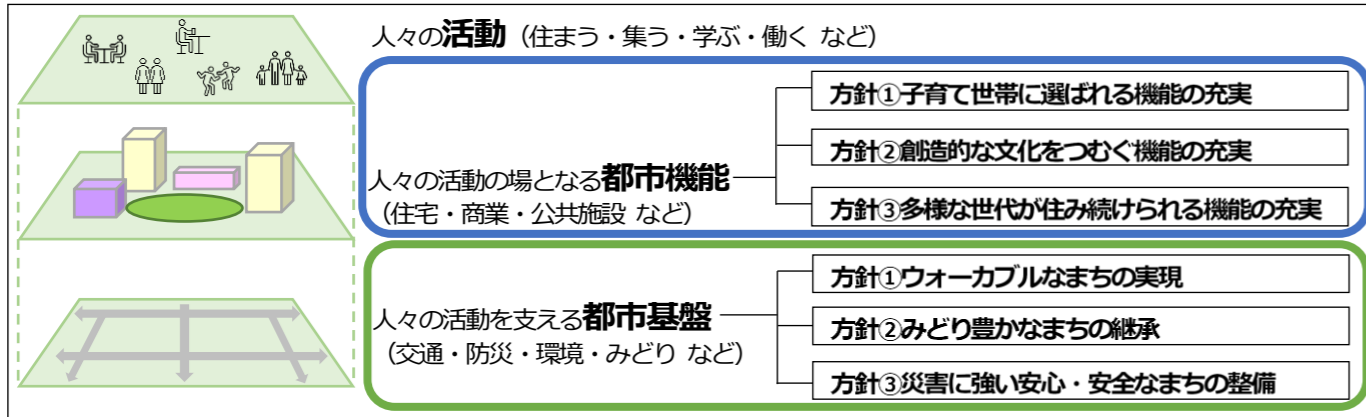 人々の活動（住まう・集う・学ぶ・働く など）
方針①子育て世帯に選ばれる機能の充実
方針②創造的な文化をつむぐ機能の充実
人々の活動の場となる都市機能
（住宅・商業・公共施設 など）
方針③多様な世代が住み続けられる機能の充実
方針①ウォーカブルなまちの実現
人々の活動を支える都市基盤
（交通・防災・環境・みどり など）
方針②みどり豊かなまちの継承
方針③災害に強い安心・安全なまちの整備